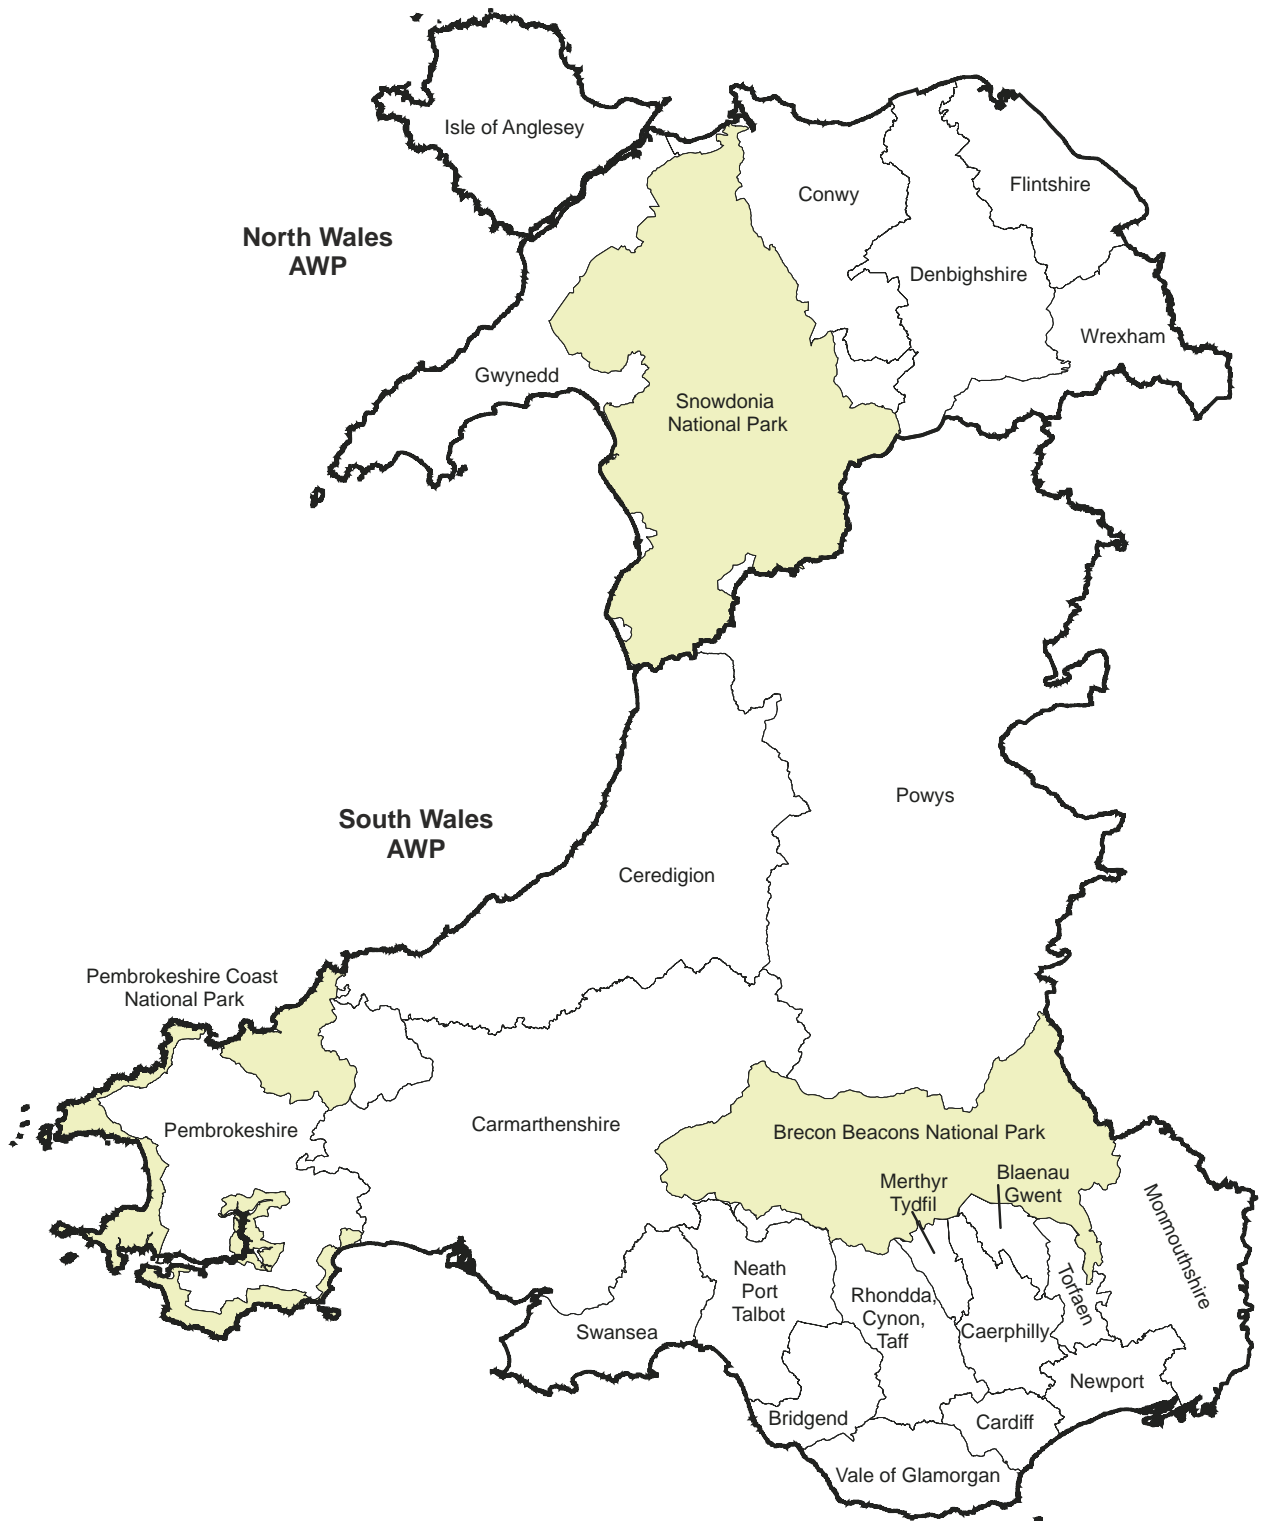 Isle of Anglesey
Conwy
Flintshire
North Wales
AWP
Denbighshire
Wrexham
Gwynedd
Snowdonia
National Park
Powys
South Wales
AWP
Ceredigion
Pembrokeshire Coast
National Park
Carmarthenshire
Pembrokeshire
Brecon Beacons National Park
Merthyr
Tydfil
Blaenau
Gwent
Monmouthshire
Neath
Port
Talbot
Rhondda,
Cynon,
Taff
Torfaen
Swansea
Caerphilly
Newport
Bridgend
Cardiff
Vale of Glamorgan